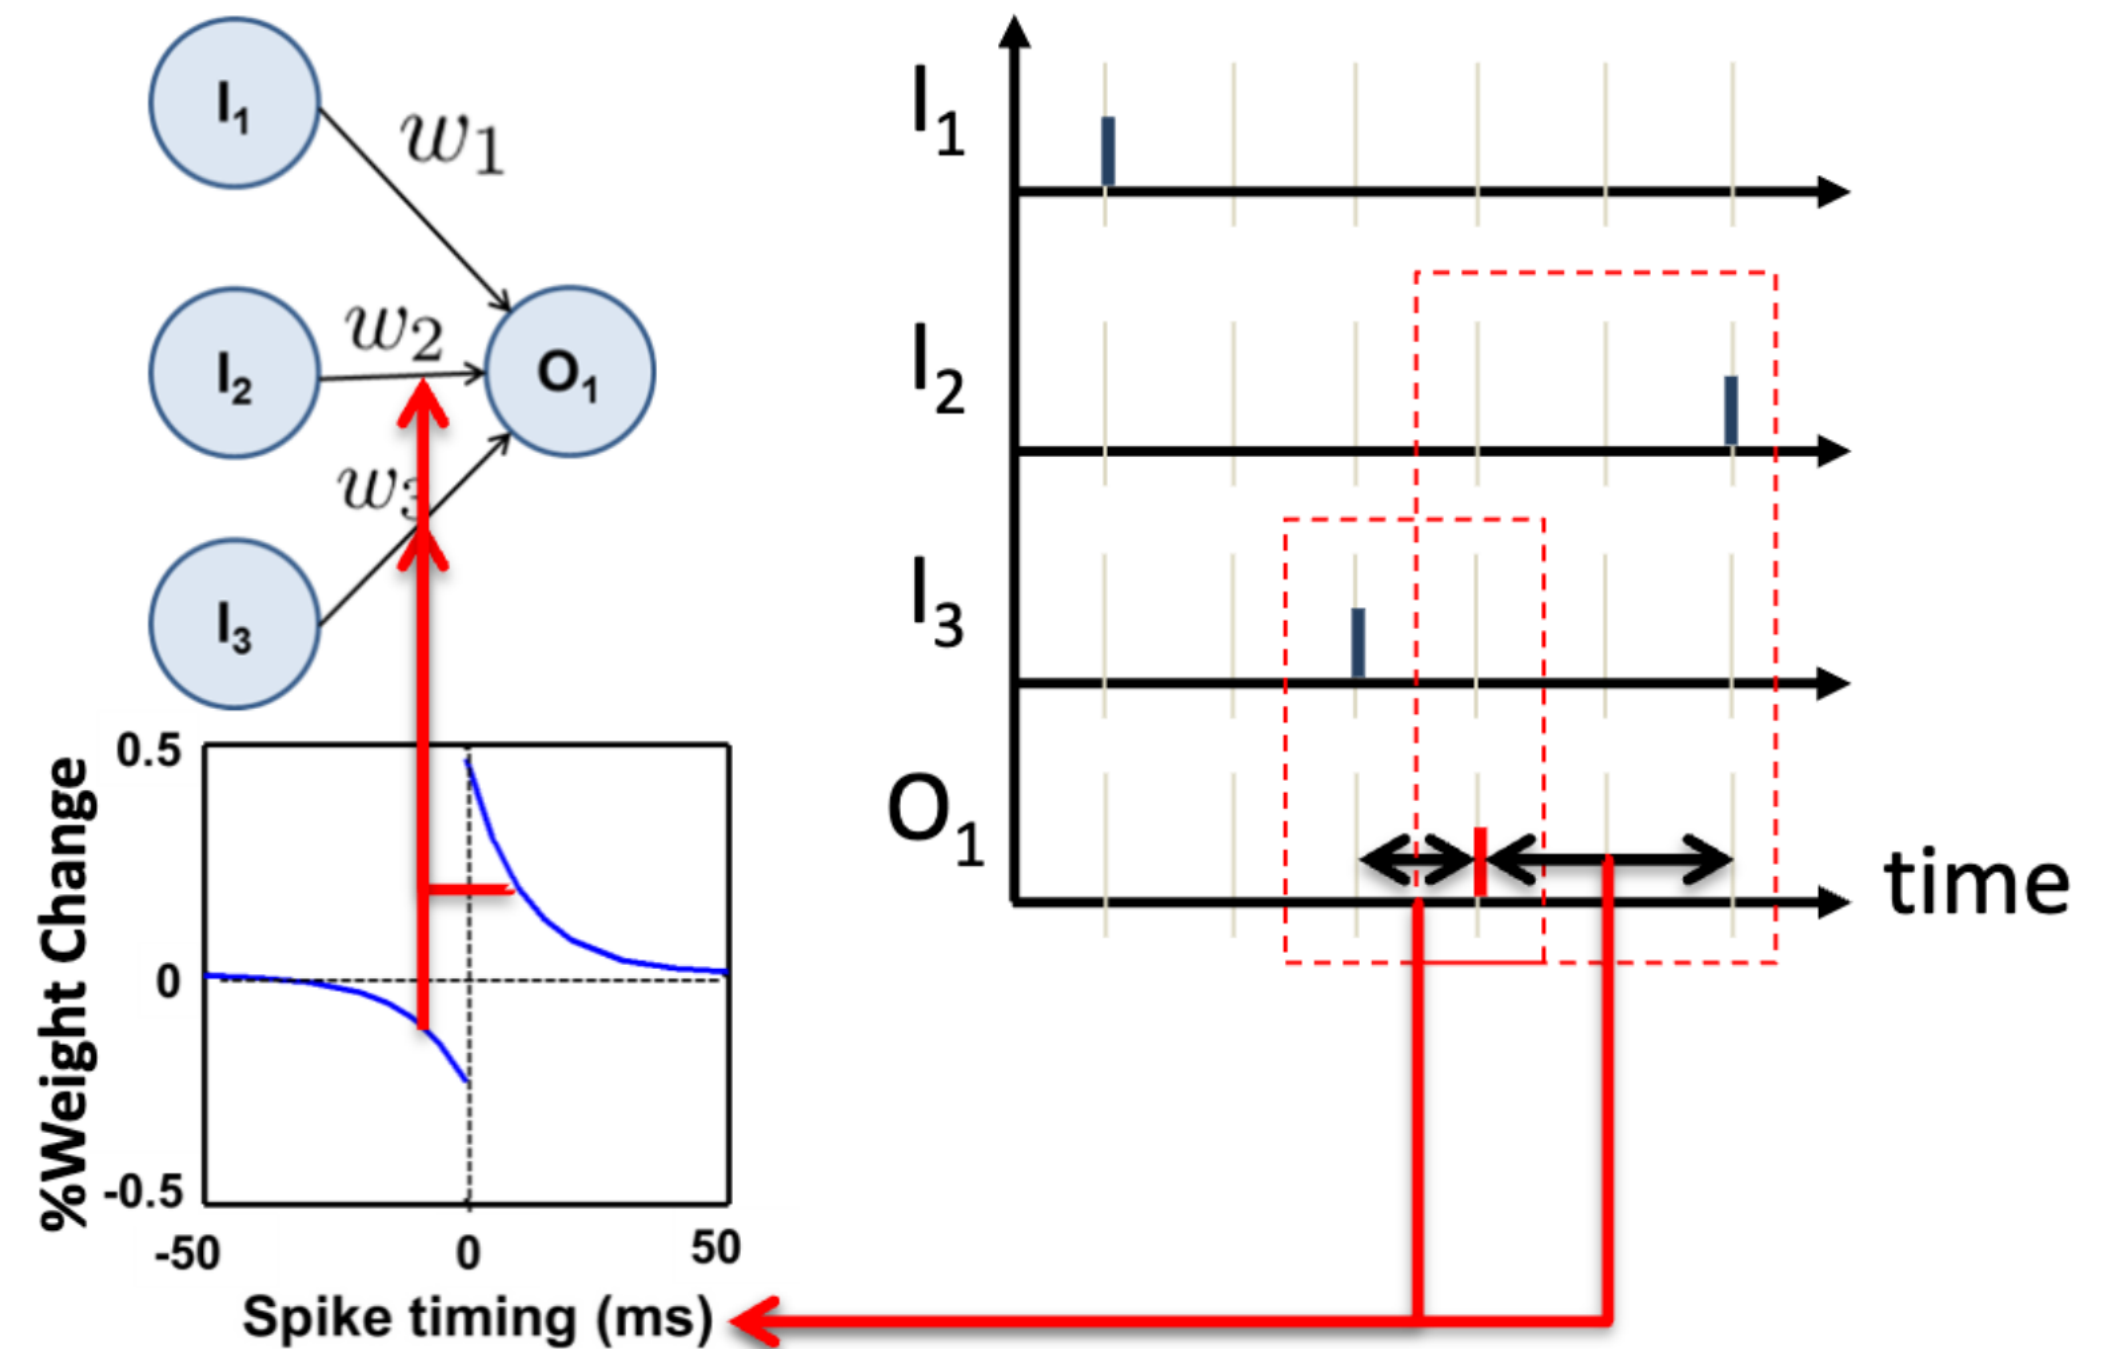 I1
w1
I2
w2
O1
w3
I3
%Weight Change
0.5
0
-0.5
-50
0
50
Spike timing (ms)
I1
I2
I3
O1
time